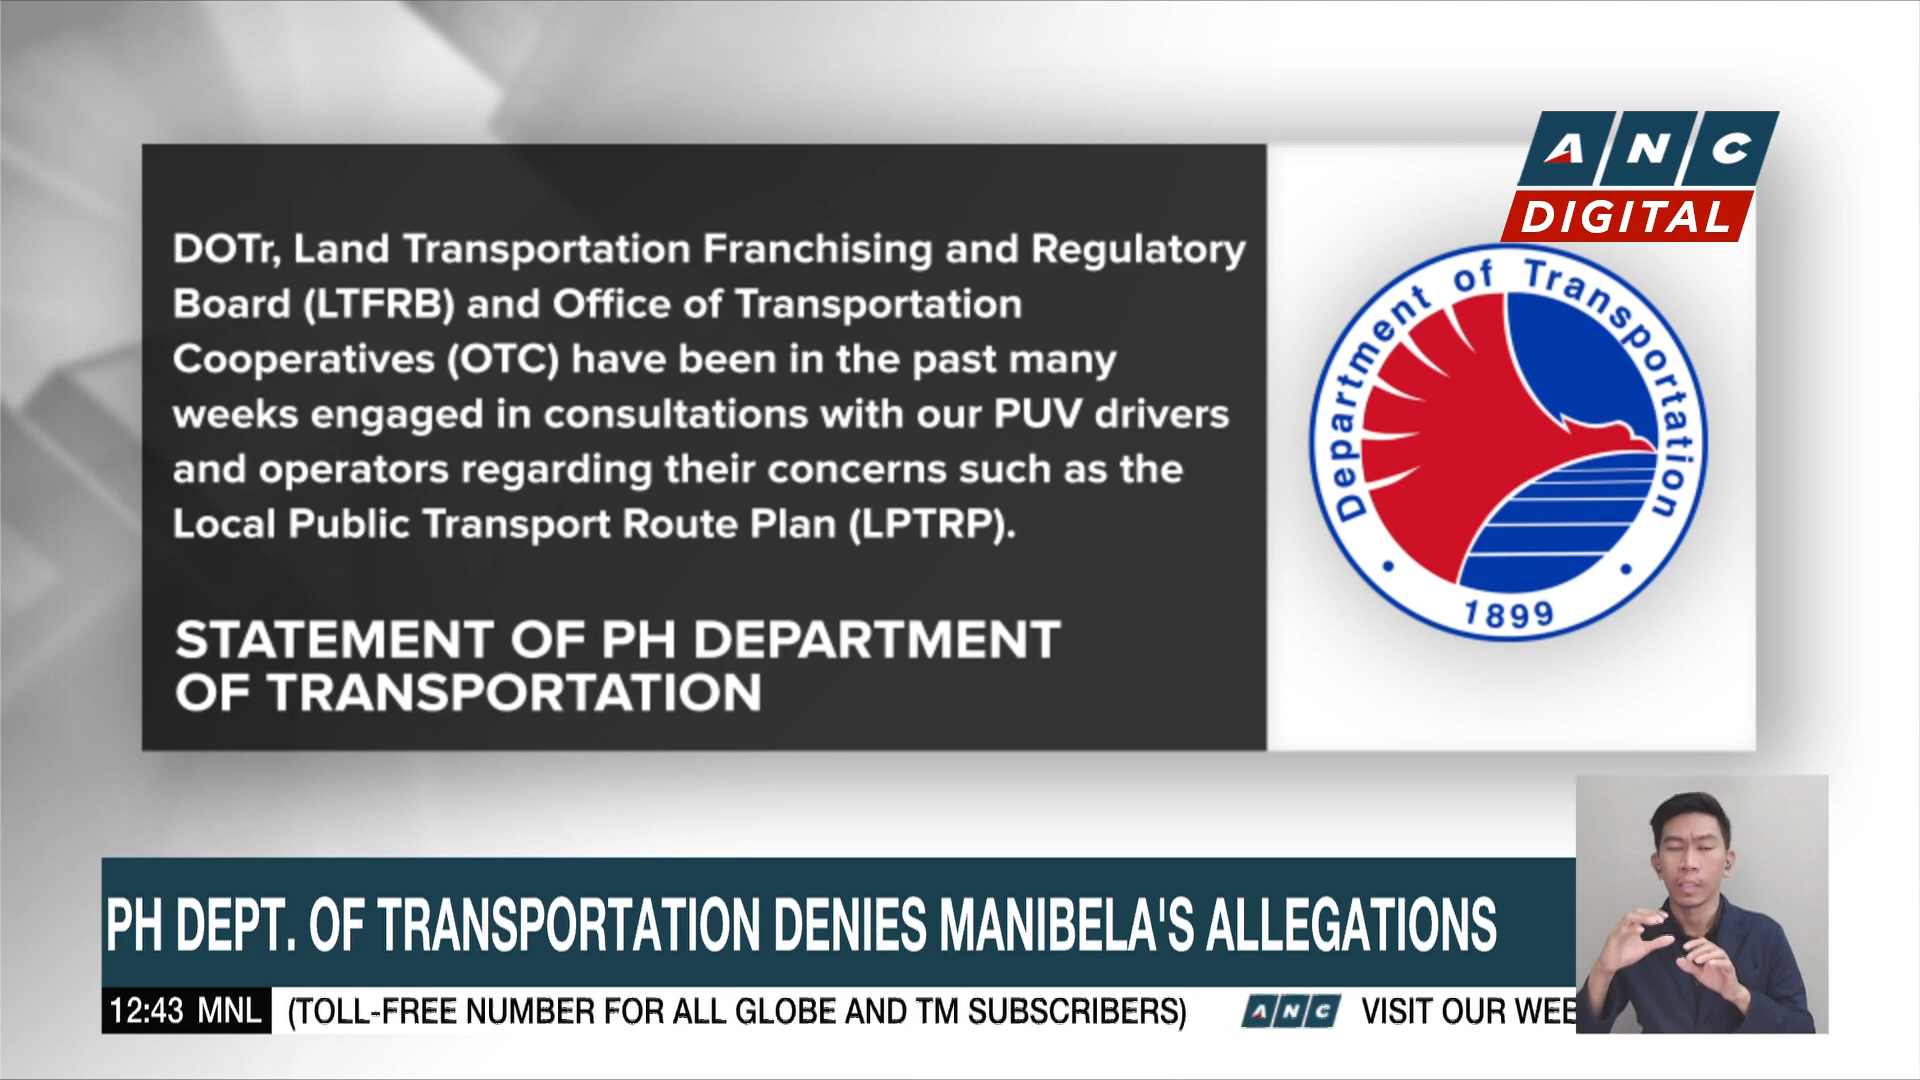 ANC
DIGITAL
DOTr, Land Transportation Franchising and Regulatory
Board (LTFRB) and Office of Transportation
Cooperatives (OTC) have been in the past many
weeks engaged in consultations with our PUV drivers
and operators regarding their concerns such as the
Local Public Transport Route Plan (LPTRP).
STATEMENT OF PH DEPARTMENT
OF TRANSPORTATION
Department of Transportation
1899
PH DEPT. OF TRANSPORTATION DENIES MANIBELA'S ALLEGATIONS
12:43 MNL (TOLL-FREE NUMBER FOR ALL GLOBE AND TM SUBSCRIBERS) ANC VISIT OUR WEB